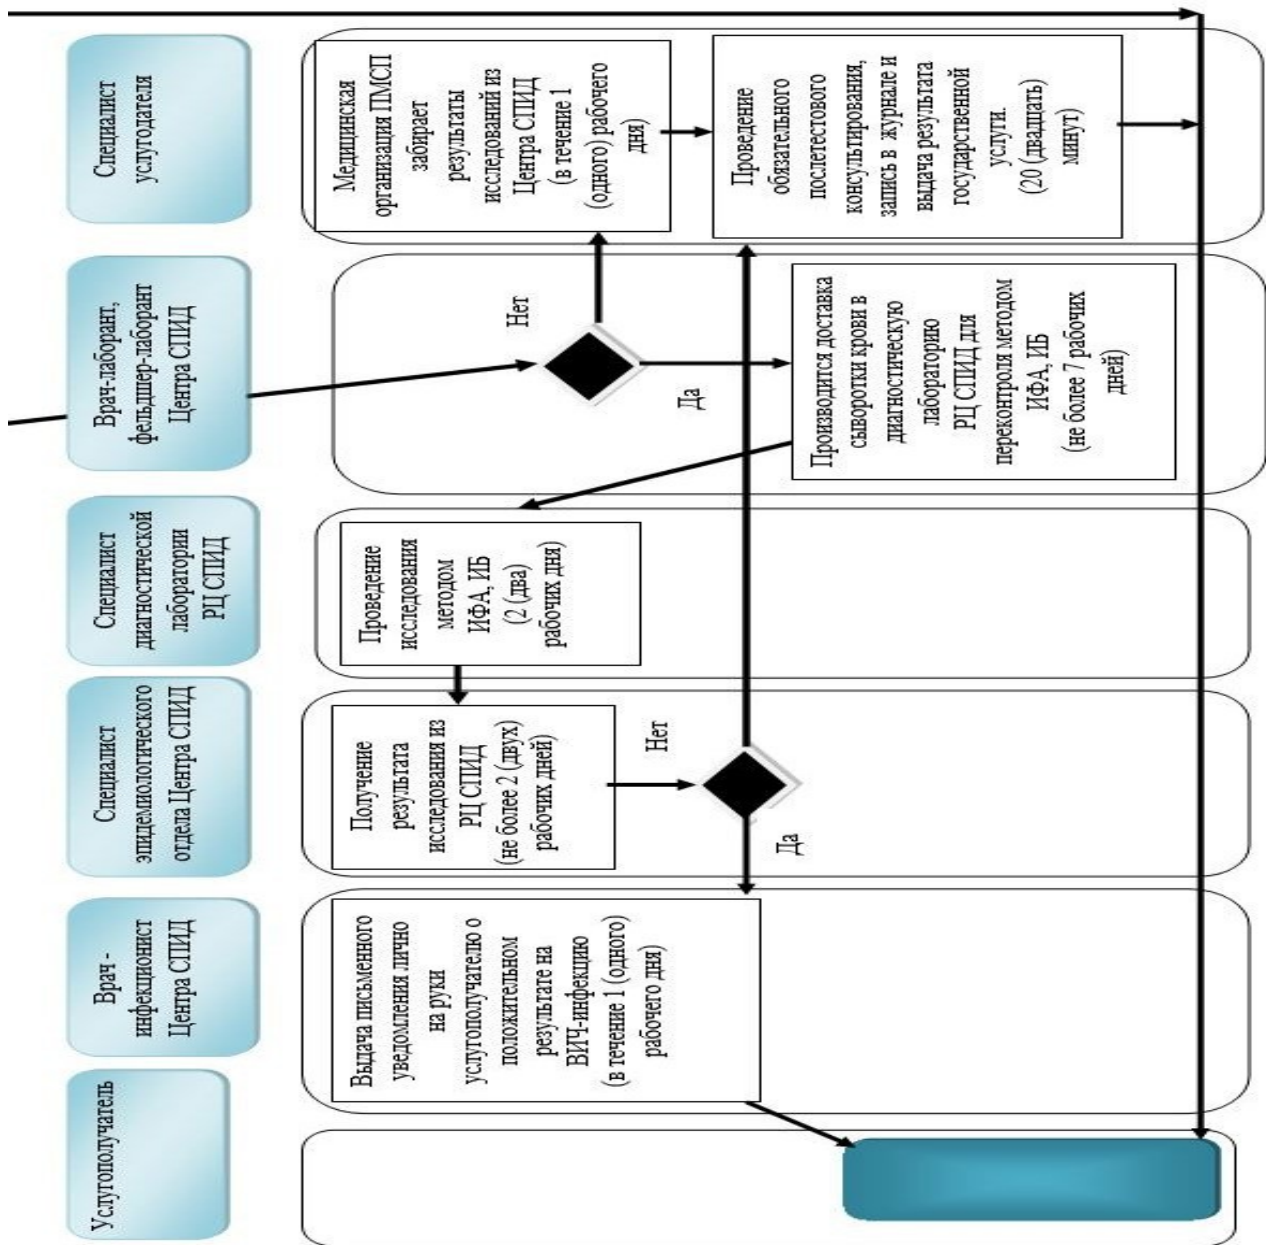 Услугополучатель
Врач -
инфекционист
Центра СПИД
Специалист
эпидемиологического
отдела Центра СПИД
Специалист
диагностической
лаборатории
РЦ СПИД
Врач-лаборант,
фельдшер-лаборант
Центра СПИД
Специалист
услугодателя
Выдача письменного
уведомления лично
на руки
услугополучателю о
положительном
результате на
ВИЧ-инфекцию
(в течение 1 (одного)
рабочего дня)
Получение
результата
исследования из
РЦ СПИД
(не более 2 (двух)
рабочих дней)
Нет
Да
Проведение
исследования
методом
ИФА, ИБ
(2 (два)
рабочих дня)
Нет
Да
Производится доставка
сыворотки крови в
диагностическую
лабораторию
РЦ СПИД для
переконтроля методом
ИФА, ИБ
(не более 7 рабочих
дней)
Медицинская
организация ПМСП
забирает
результаты
исследований из
Центра СПИД
(в течение 1
(одного) рабочего
дня)
Проведение
обязательного
послетестового
консультирования,
запись в журнале и
выдача результата
государственной
услуги.
(20 (двадцать)
минут)